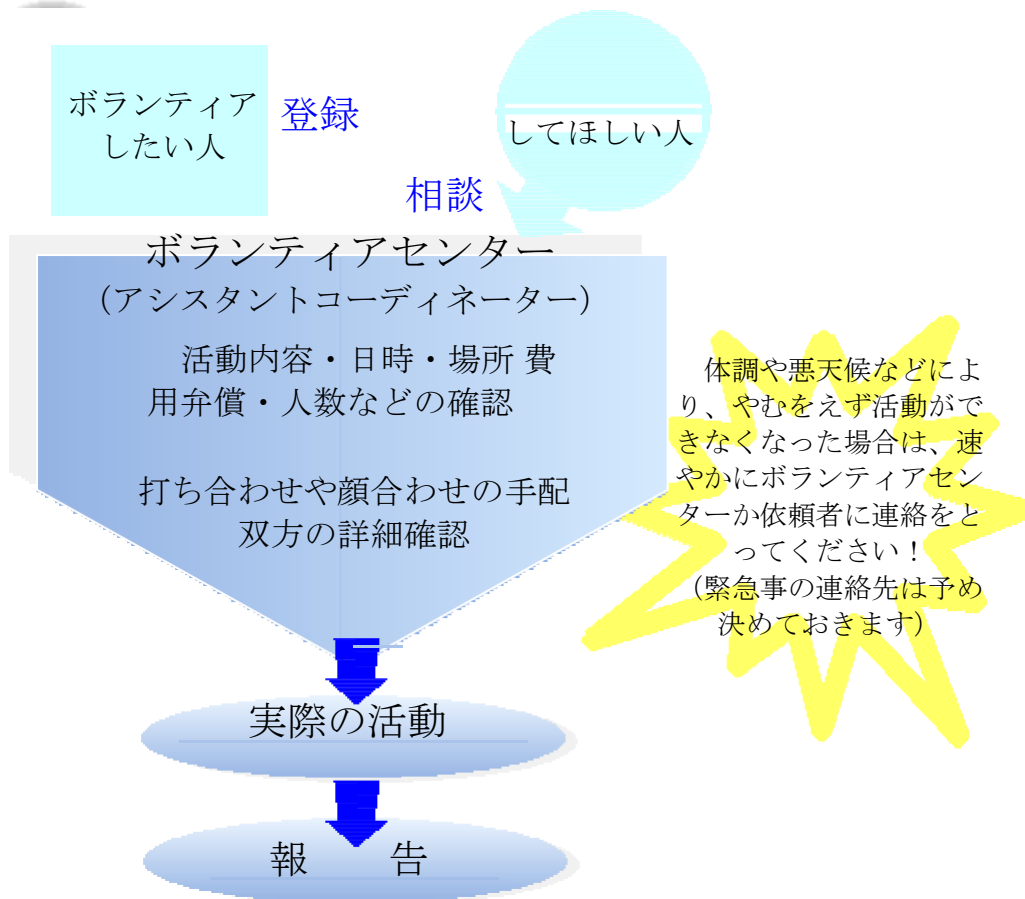 ボランティア
したい人
登録
してほしい人
相談
ボランティアセンター
（アシスタントコーディネーター）
活動内容・日時・場所 費
用弁償・人数などの確認
打ち合わせや顔合わせの手配
双方の詳細確認
体調や悪天候などによ
り、やむをえず活動がで
きなくなった場合は、速
やかにボランティアセン
ターか依頼者に連絡をと
ってください！
（緊急事の連絡先は予め
決めておきます）
実際の活動
報　　告